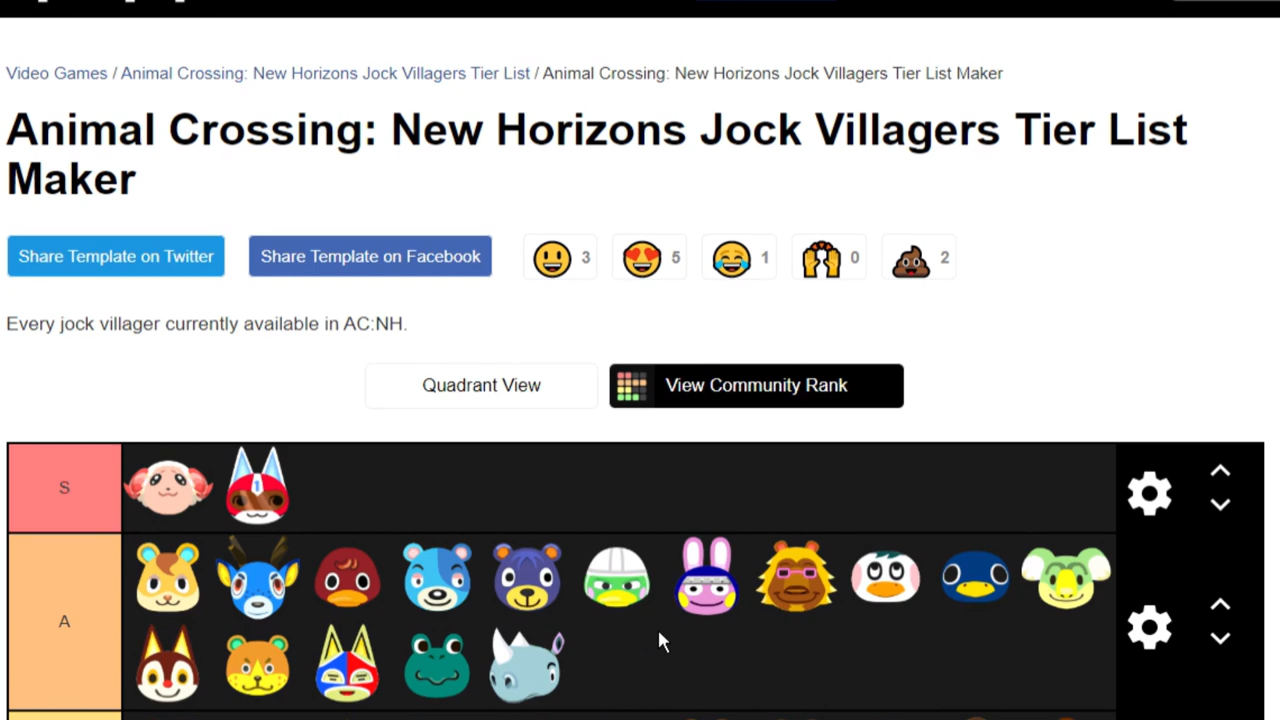 Video Games / Animal Crossing: New Horizons Jock Villagers Tier List / Animal Crossing: New Horizons Jock Villagers Tier List Maker
Animal Crossing: New Horizons Jock Villagers Tier List
Maker
Share Template on Twitter Share Template on Facebook 3 5 1 0 2
Every jock villager currently available in AC:NH.
Quadrant View View Community Rank
S 1
A